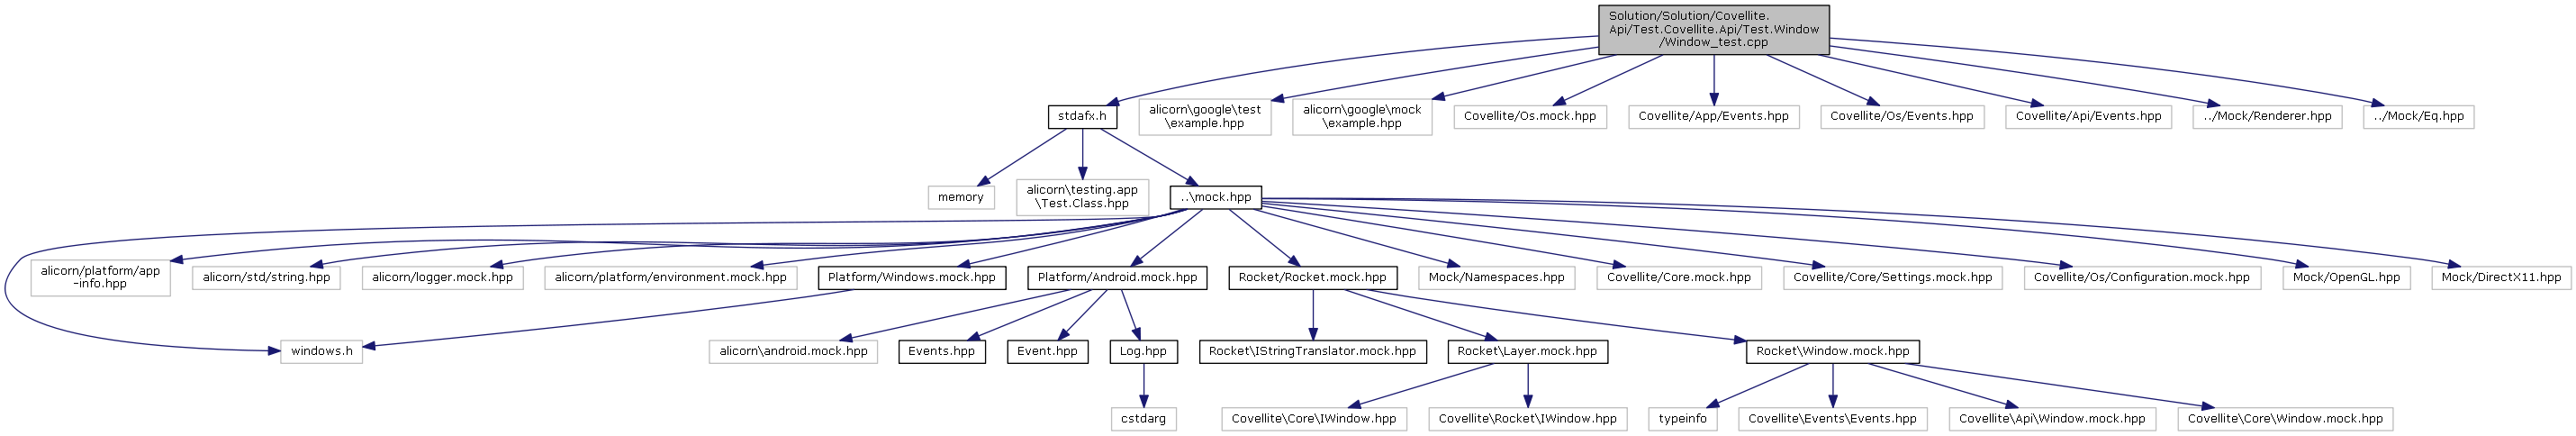 Solution/Solution/Covellite.
Api/Test.Covellite.Api/Test.Window
/Window_test.cpp
stdafx.h
alicorn\google\test
\example.hpp
alicorn\google\mock
\example.hpp
Covellite/Os.mock.hpp
Covellite/App/Events.hpp
Covellite/Os/Events.hpp
Covellite/Api/Events.hpp
../Mock/Renderer.hpp
../Mock/Eq.hpp
memory
alicorn\testing.app
\Test.Class.hpp
..\mock.hpp
alicorn/platform/app
-info.hpp
alicorn/std/string.hpp
alicorn/logger.mock.hpp
alicorn/platform/environment.mock.hpp
Platform/Windows.mock.hpp
Platform/Android.mock.hpp
Rocket/Rocket.mock.hpp
Mock/Namespaces.hpp
Covellite/Core.mock.hpp
Covellite/Core/Settings.mock.hpp
Covellite/Os/Configuration.mock.hpp
Mock/OpenGL.hpp
Mock/DirectX11.hpp
windows.h
alicorn\android.mock.hpp
Events.hpp
Event.hpp
Log.hpp
Rocket\IStringTranslator.mock.hpp
Rocket\Layer.mock.hpp
Rocket\Window.mock.hpp
cstdarg
Covellite\Core\IWindow.hpp
Covellite\Rocket\IWindow.hpp
typeinfo
Covellite\Events\Events.hpp
Covellite\Api\Window.mock.hpp
Covellite\Core\Window.mock.hpp